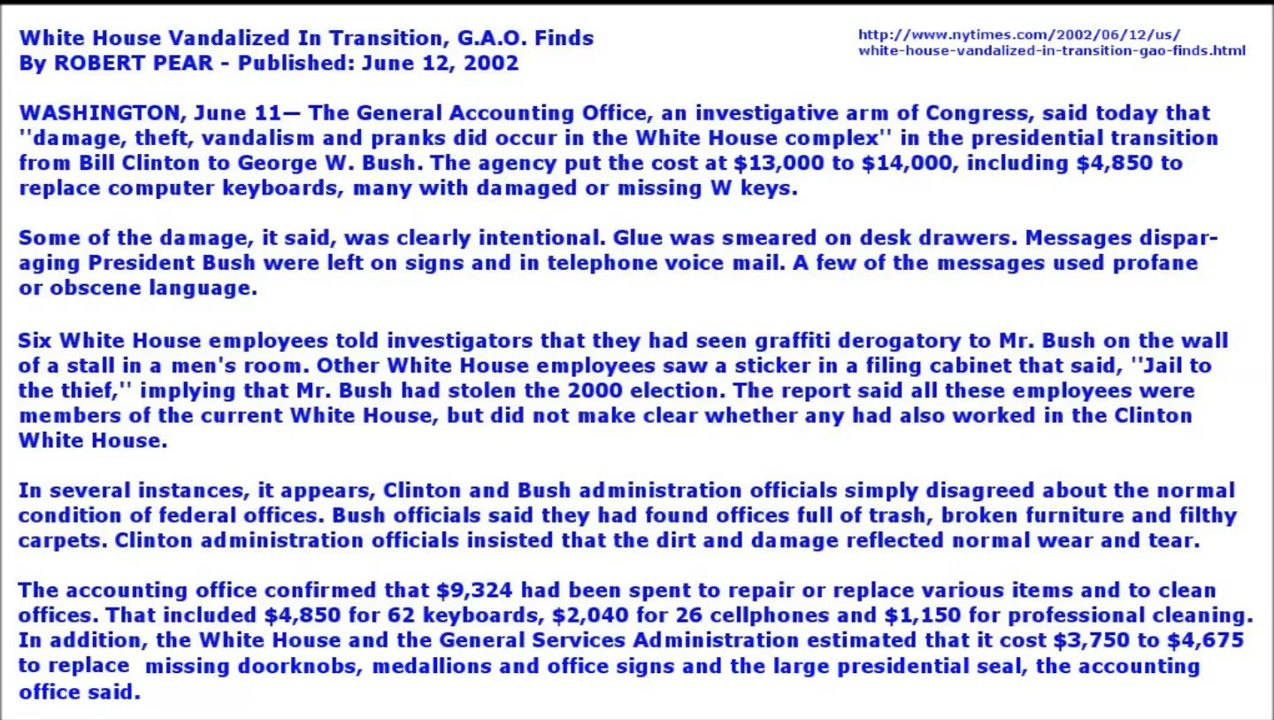 White House Vandalized In Transition, G.A.O. Finds
By ROBERT PEAR - Published: June 12, 2002
http://www.nytimes.com/2002/06/12/us/
white-house-vandalized-in-transition-gao-finds.html
WASHINGTON, June 11— The General Accounting Office, an investigative arm of Congress, said today that
''damage, theft, vandalism and pranks did occur in the White House complex'' in the presidential transition
from Bill Clinton to George W. Bush. The agency put the cost at $13,000 to $14,000, including $4,850 to
replace computer keyboards, many with damaged or missing W keys.
Some of the damage, it said, was clearly intentional. Glue was smeared on desk drawers. Messages dispar-
aging President Bush were left on signs and in telephone voice mail. A few of the messages used profane
or obscene language.
Six White House employees told investigators that they had seen graffiti derogatory to Mr. Bush on the wall
of a stall in a men's room. Other White House employees saw a sticker in a filing cabinet that said, ''Jail to
the thief,'' implying that Mr. Bush had stolen the 2000 election. The report said all these employees were
members of the current White House, but did not make clear whether any had also worked in the Clinton
White House.
In several instances, it appears, Clinton and Bush administration officials simply disagreed about the normal
condition of federal offices. Bush officials said they had found offices full of trash, broken furniture and filthy
carpets. Clinton administration officials insisted that the dirt and damage reflected normal wear and tear.
The accounting office confirmed that $9,324 had been spent to repair or replace various items and to clean
offices. That included $4,850 for 62 keyboards, $2,040 for 26 cellphones and $1,150 for professional cleaning.
In addition, the White House and the General Services Administration estimated that it cost $3,750 to $4,675
to replace missing doorknobs, medallions and office signs and the large presidential seal, the accounting
office said.